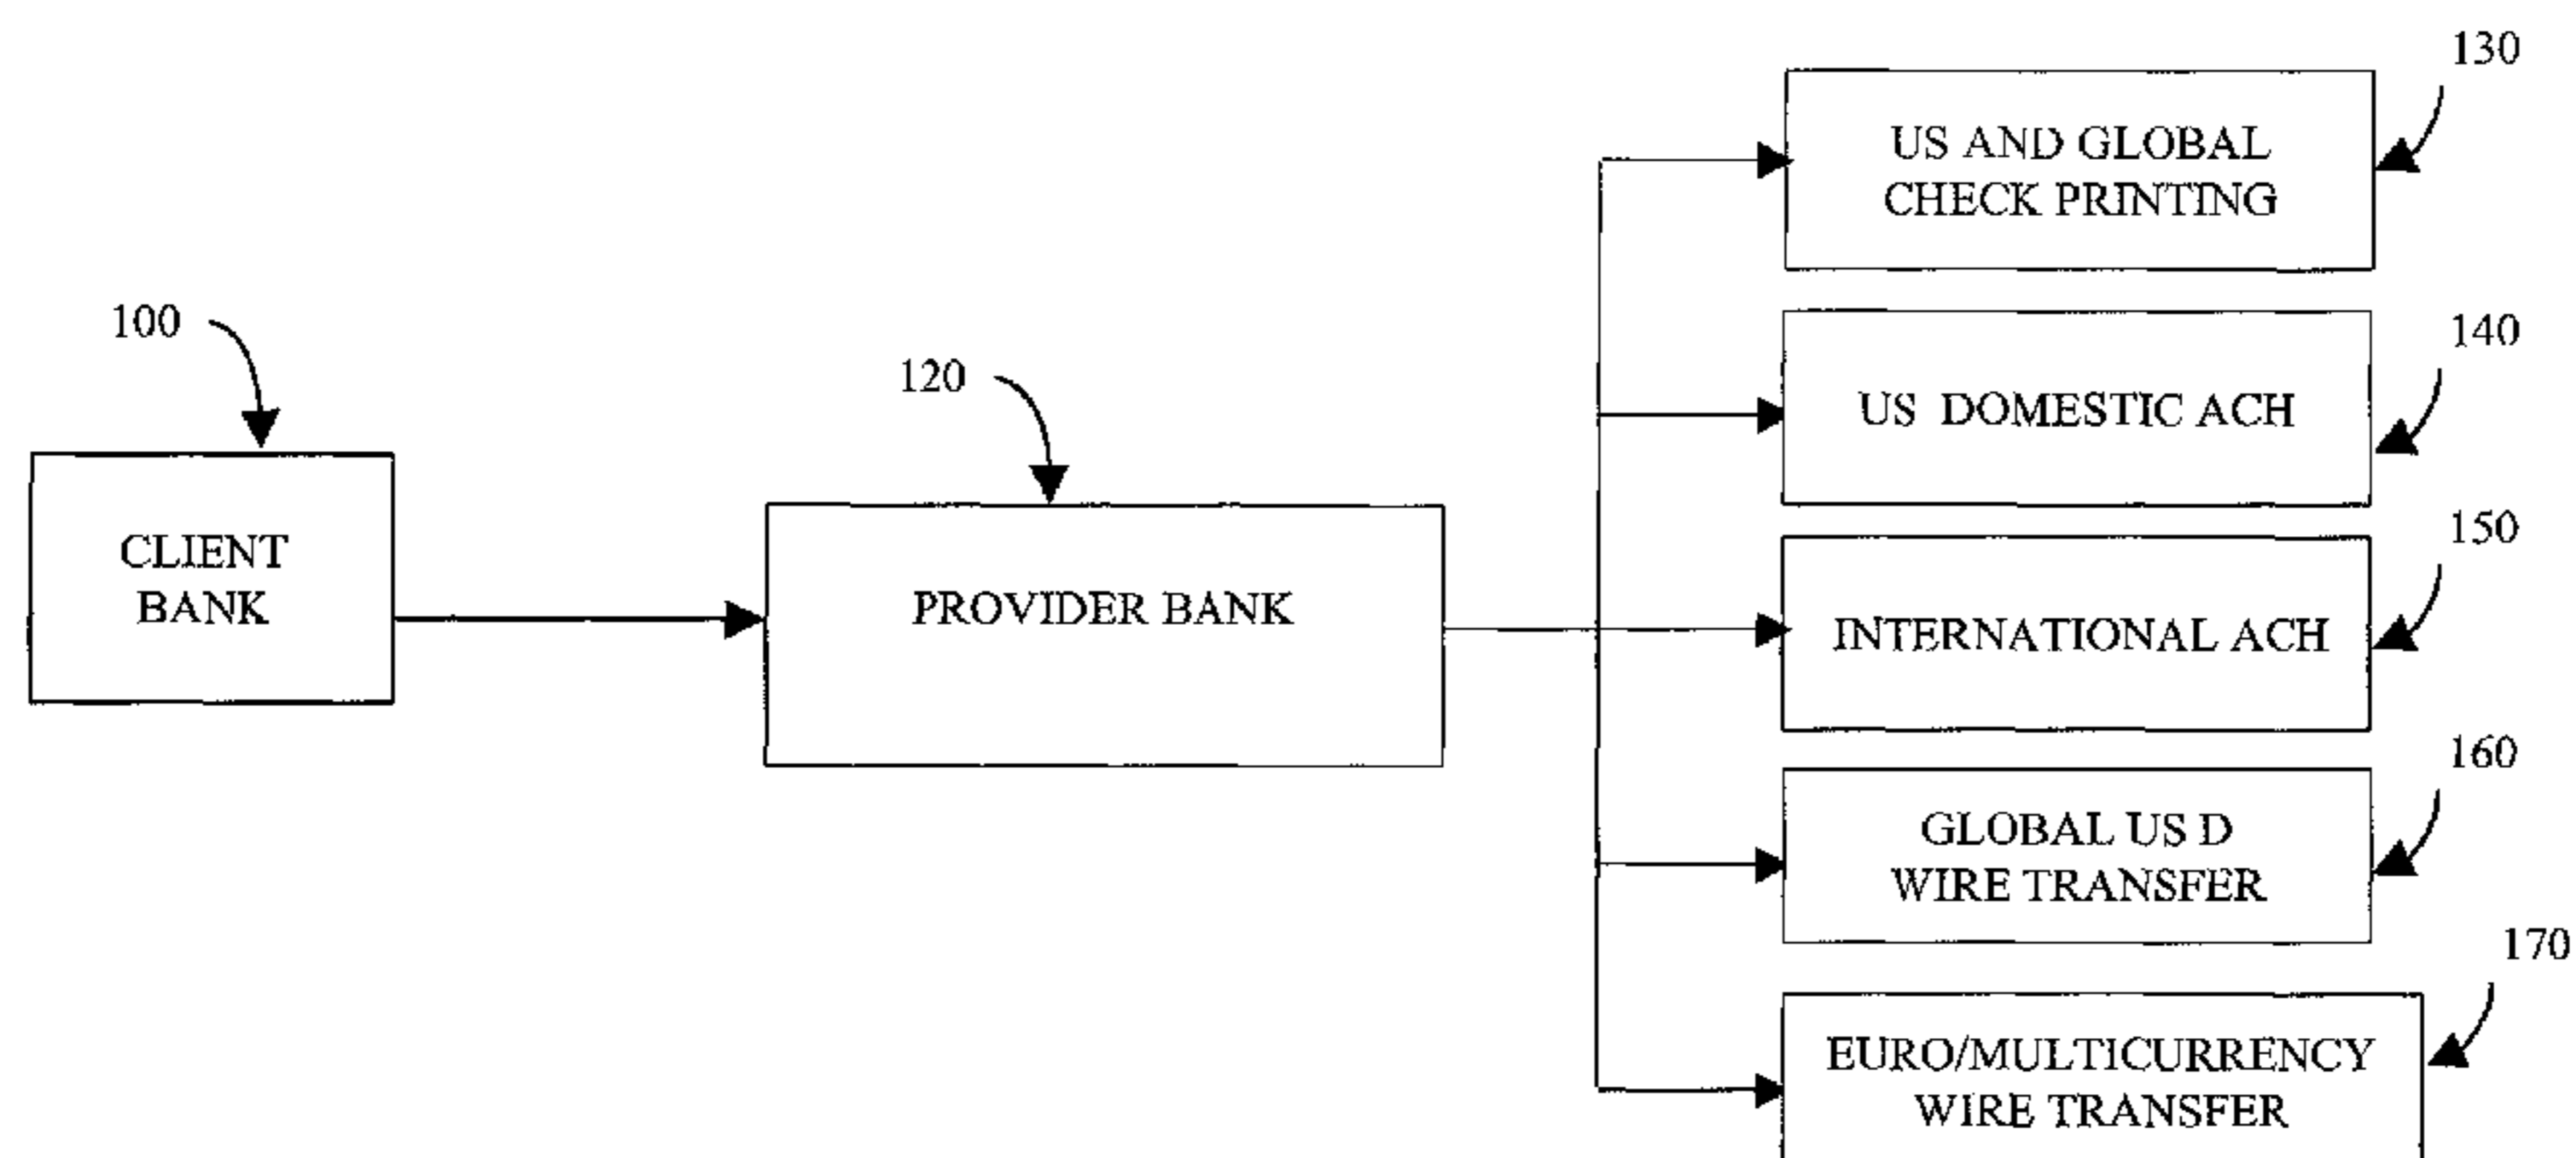 130
US AND GLOBAL
CHECK PRINTING
100
140
120
US DOMESTIC ACH
150
CLIENT
BANK
PROVIDER BANK
INTERNATIONAL ACH
160
GLOBAL US D
WIRE TRANSFER
170
EURO/MULTICURRENCY
WIRE TRANSFER